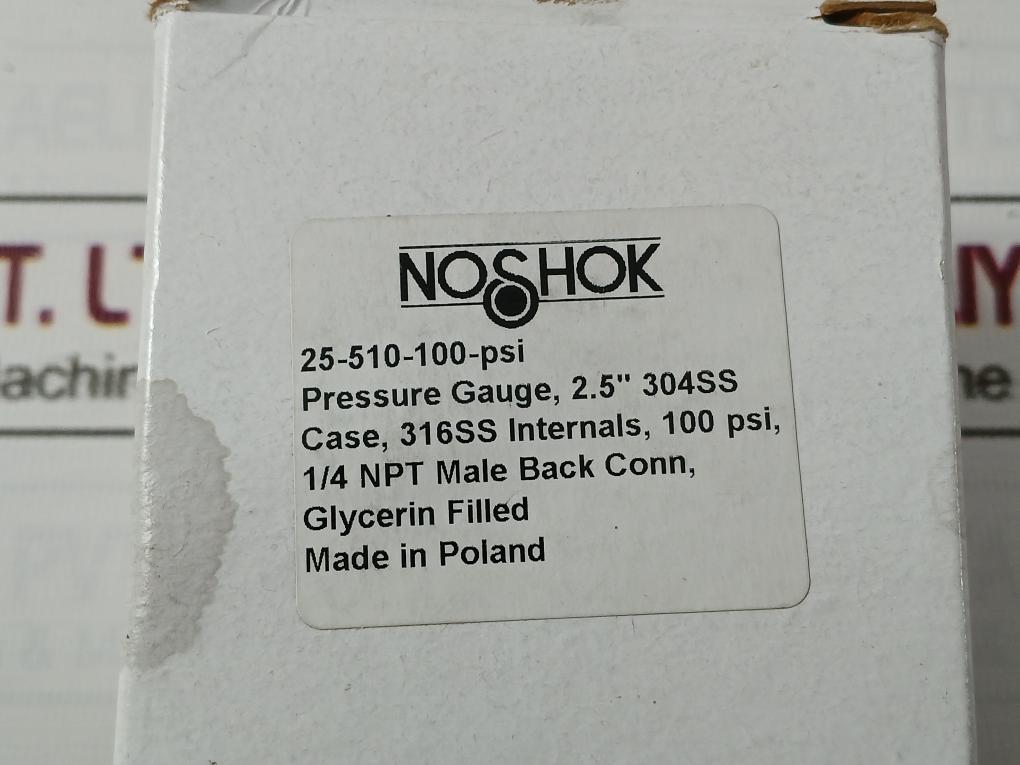 NOSHOK
25-510-100-psi
Pressure Gauge, 2.5" 304SS
Case, 316SS Internals, 100 psi,
1/4 NPT Male Back Conn,
Glycerin Filled
Made in Poland